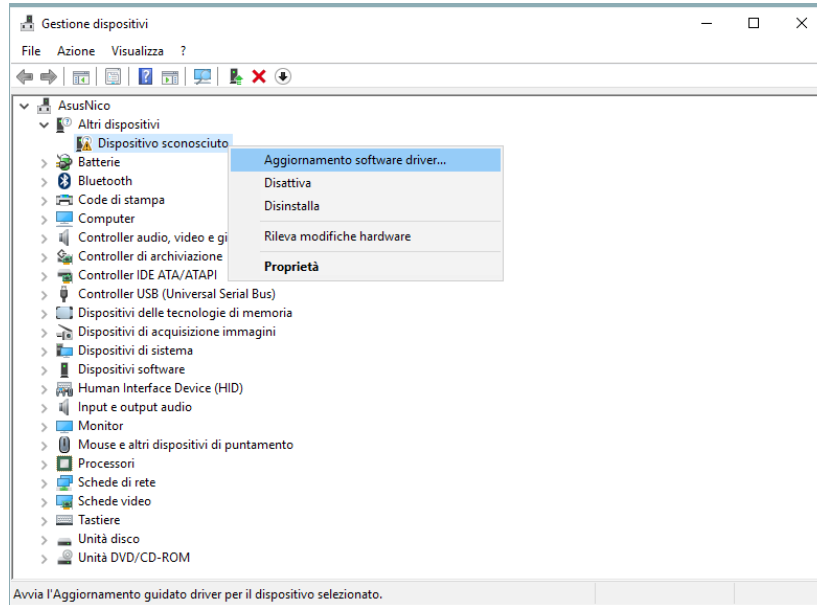 Gestione dispositivi
File Azione Visualizza ?
AsusNico
Altri dispositivi
Dispositivo sconosciuto
Aggiornamento software driver...
Disattiva
Disinstalla
Rileva modifiche hardware
Proprietà
Batterie
Bluetooth
Code di stampa
Computer
Controller audio, video e gi
Controller di archiviazione
Controller IDE ATA/ATAPI
Controller USB (Universal Serial Bus)
Dispositivi delle tecnologie di memoria
Dispositivi di acquisizione immagini
Dispositivi di sistema
Dispositivi software
Human Interface Device (HID)
Input e output audio
Monitor
Mouse e altri dispositivi di puntamento
Processori
Schede di rete
Schede video
Tastiere
Unità disco
Unità DVD/CD-ROM
Avvia l'Aggiornamento guidato driver per il dispositivo selezionato.